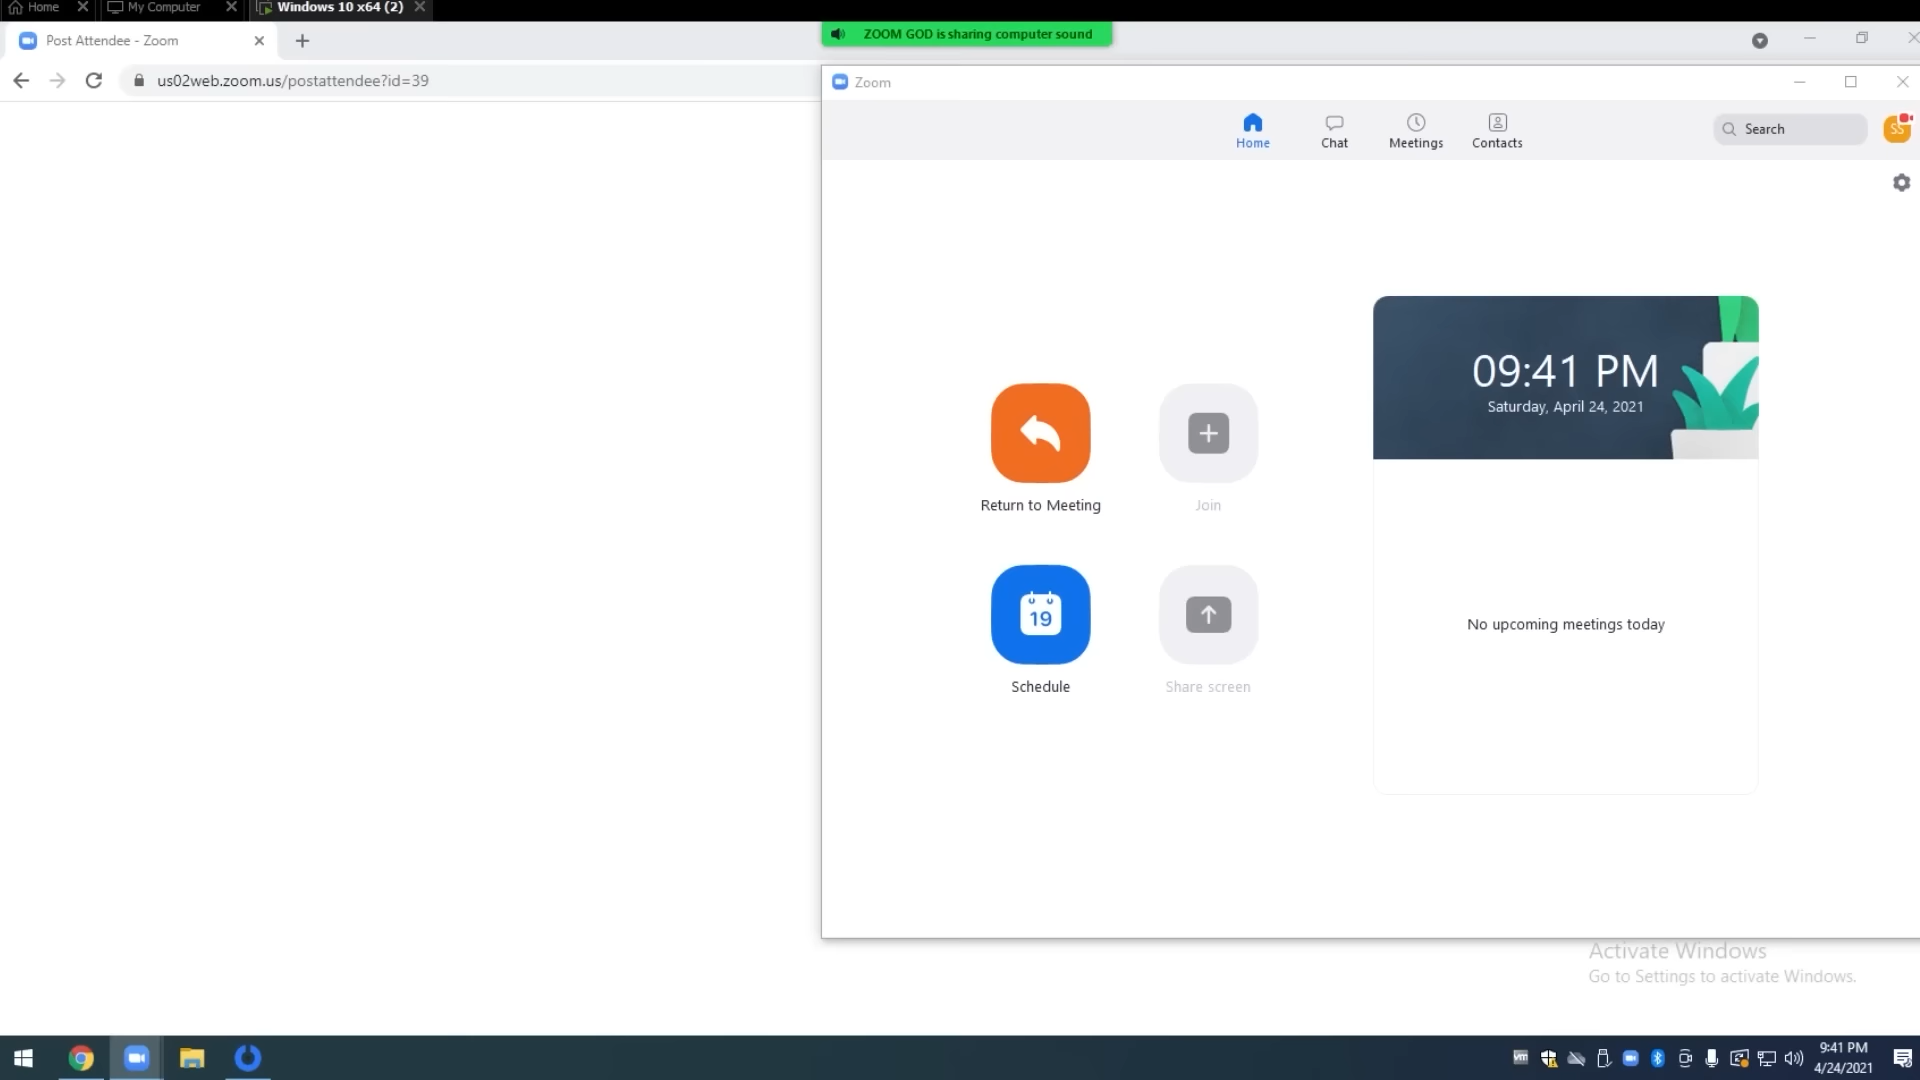 Home
My Computer
Windows 10 x64 (2)
Post Attendee - Zoom
ZOOM GOD is sharing computer sound
us02web.zoom.us/postattendee?id=39
Zoom
Home
Chat
Meetings
Contacts
Search
SS
09:41 PM
Saturday, April 24, 2021
Return to Meeting
Join
19
Schedule
Share screen
No upcoming meetings today
Activate Windows
Go to Settings to activate Windows.
vm
9:41 PM
4/24/2021